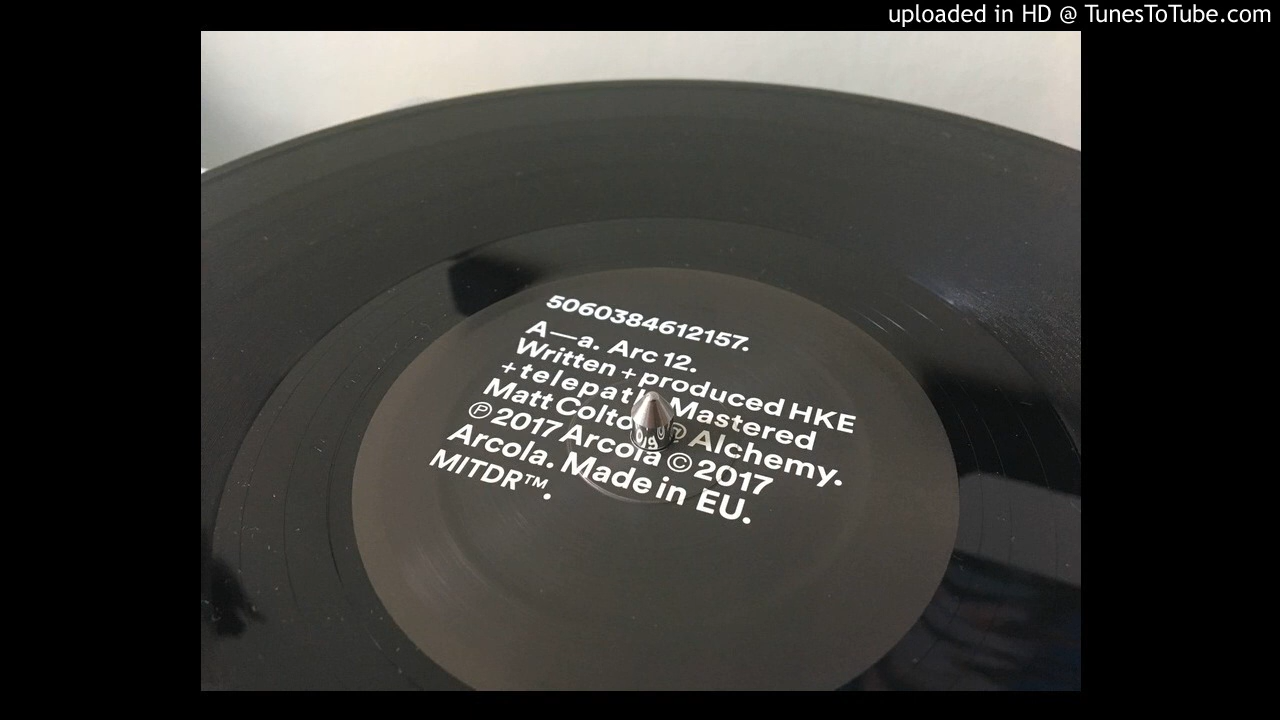 uploaded in HD @ TunesToTube.com
5060384612157.
A—a. Arc 12.
Written + produced HKE
+ telepath Mastered
Matt Colton @ Alchemy.
℗ 2017 Arcola © 2017
Arcola. Made in EU.
MITDR™.